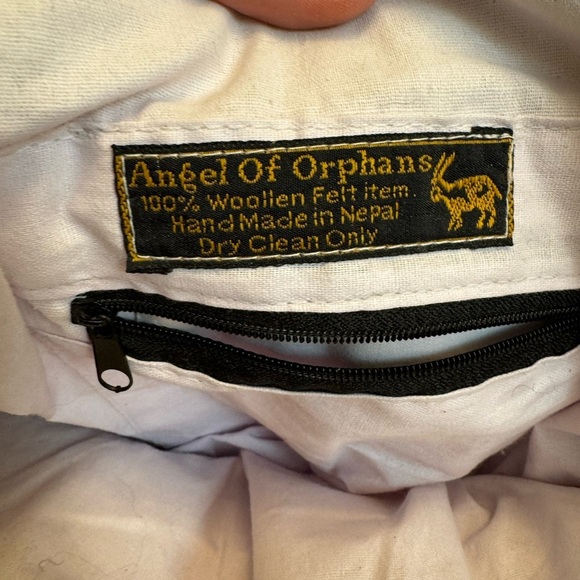 Angel Of Orphans
100% Woollen Felt item.
Hand Made in Nepal
Dry Clean Only